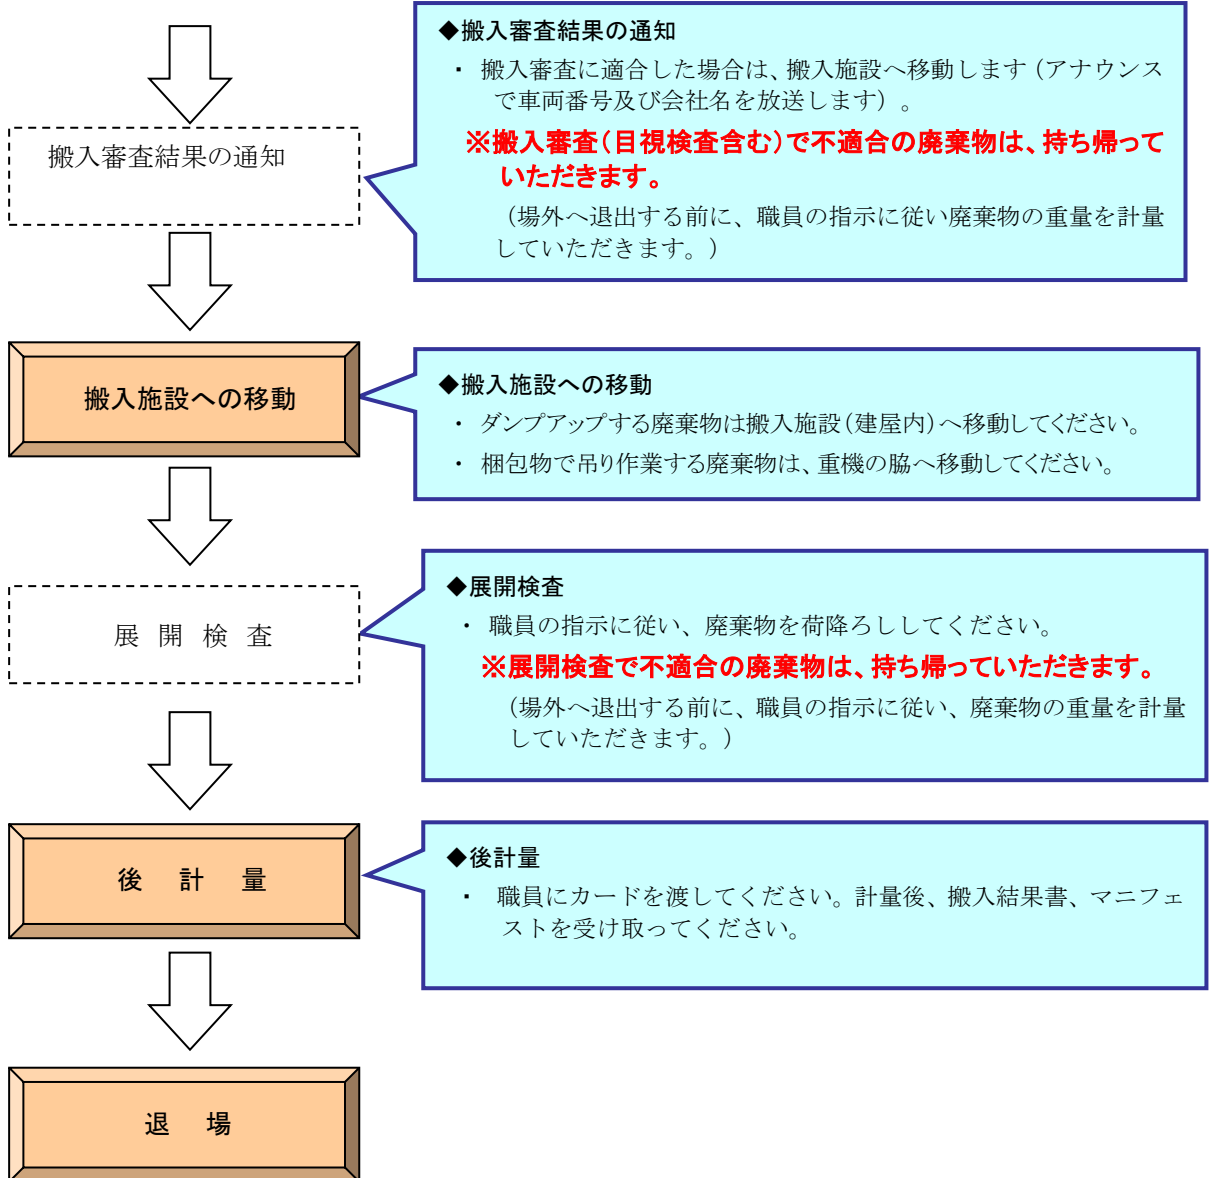 搬入審査結果の通知
◆搬入審査結果の通知
・ 搬入審査に適合した場合は、搬入施設へ移動します（アナウンス
で車両番号及び会社名を放送します）。
※搬入審査（目視検査含む）で不適合の廃棄物は、持ち帰って
いただきます。
（場外へ退出する前に、職員の指示に従い廃棄物の重量を計量
していただきます。）
搬入施設への移動
◆搬入施設への移動
・ ダンプアップする廃棄物は搬入施設（建屋内）へ移動してください。
・ 梱包物で吊り作業する廃棄物は、重機の脇へ移動してください。
展 開 検 査
◆展開検査
・ 職員の指示に従い、廃棄物を荷降ろししてください。
※展開検査で不適合の廃棄物は、持ち帰っていただきます。
（場外へ退出する前に、職員の指示に従い、廃棄物の重量を計量
していただきます。）
後 計 量
◆後計量
・ 職員にカードを渡してください。計量後、搬入結果書、マニフェ
ストを受け取ってください。
退 場